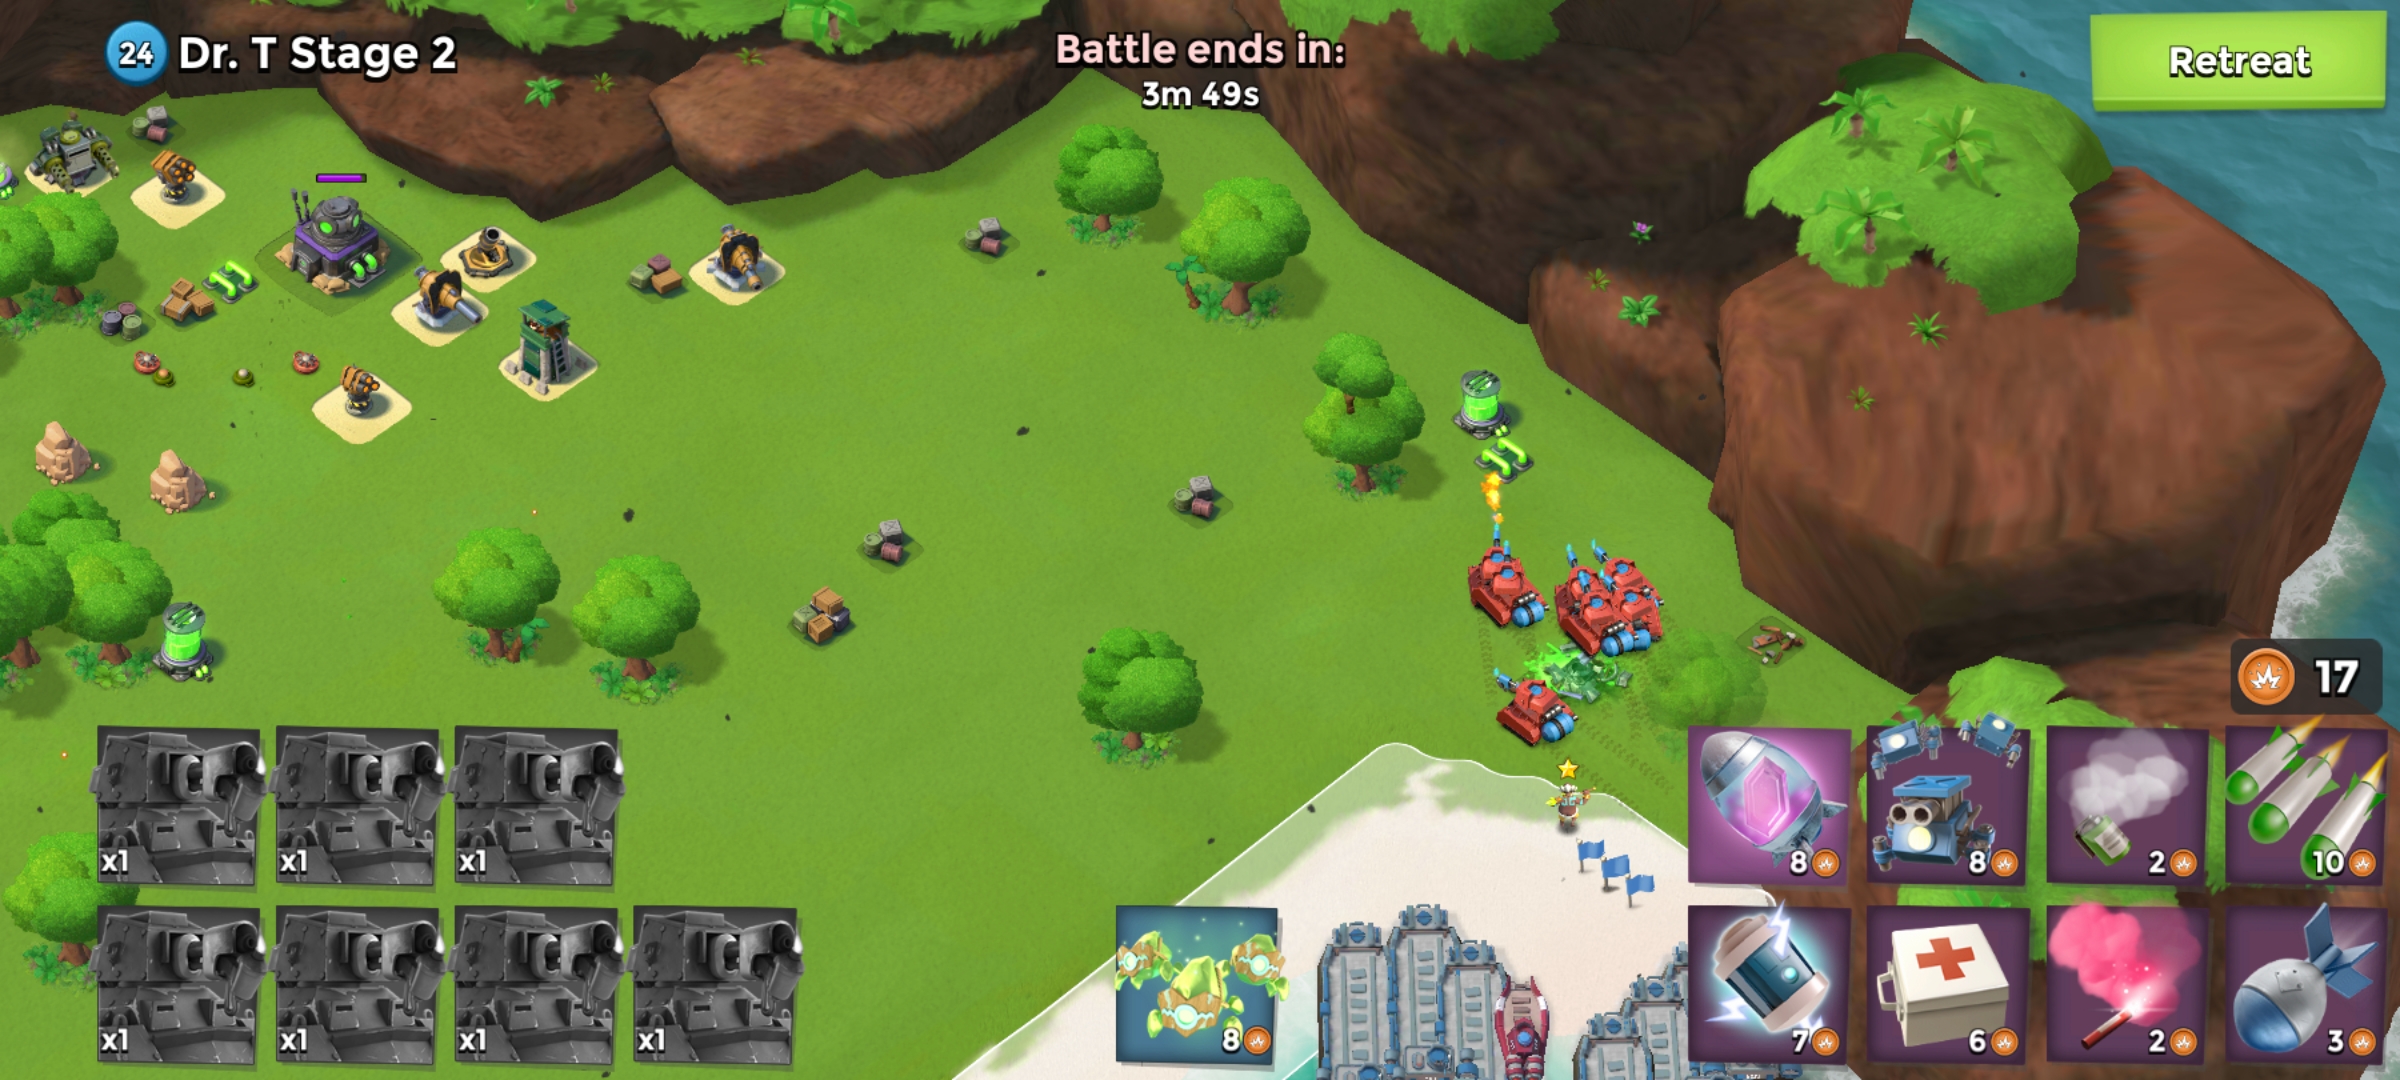 24 Dr. T Stage 2
Battle ends in:
3m 49s
Retreat
17
x1 x1 x1
8 8 2 10
x1 x1 x1 x1
8
7 6 2 3